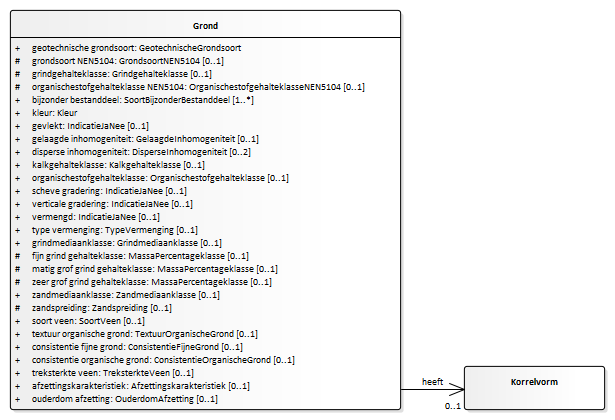 Grond
+ geotechnische grondsoort: GeotechnischeGrondsoort
# grondsoort NEN5104: GrondsoortNEN5104 [0..1]
# grindgehalteklasse: Grindgehalteklasse [0..1]
# organischestofgehalteklasse NEN5104: OrganischestofgehalteklasseNEN5104 [0..1]
+ bijzonder bestanddeel: SoortBijzonderBestanddeel [1..*]
+ kleur: Kleur
+ gevlekt: IndicatieJaNee [0..1]
+ gelaagde inhomogeniteit: GelaagdeInhomogeniteit [0..1]
+ disperse inhomogeniteit: DisperseInhomogeniteit [0..2]
+ kalkgehalteklasse: Kalkgehalteklasse [0..1]
+ organischestofgehalteklasse: Organischestofgehalteklasse [0..1]
+ scheve gradering: IndicatieJaNee [0..1]
+ verticale gradering: IndicatieJaNee [0..1]
+ vermengd: IndicatieJaNee [0..1]
+ type vermenging: TypeVermenging [0..1]
+ grindmediaanklasse: Grindmediaanklasse [0..1]
# fijn grind gehalteklasse: MassaPercentageklasse [0..1]
# matig grof grind gehalteklasse: MassaPercentageklasse [0..1]
# zeer grof grind gehalteklasse: MassaPercentageklasse [0..1]
+ zandmediaanklasse: Zandmediaanklasse [0..1]
# zandspreiding: Zandspreiding [0..1]
+ soort veen: SoortVeen [0..1]
+ textuur organische grond: TextuurOrganischeGrond [0..1]
+ consistentie fijne grond: ConsistentieFijneGrond [0..1]
+ consistentie organische grond: ConsistentieOrganischeGrond [0..1]
+ treksterkte veen: TreksterkteVeen [0..1]
+ afzettingskarakteristiek: Afzettingskarakteristiek [0..1]
+ ouderdom afzetting: OuderdomAfzetting [0..1]
heeft
0..1
Korrelvorm